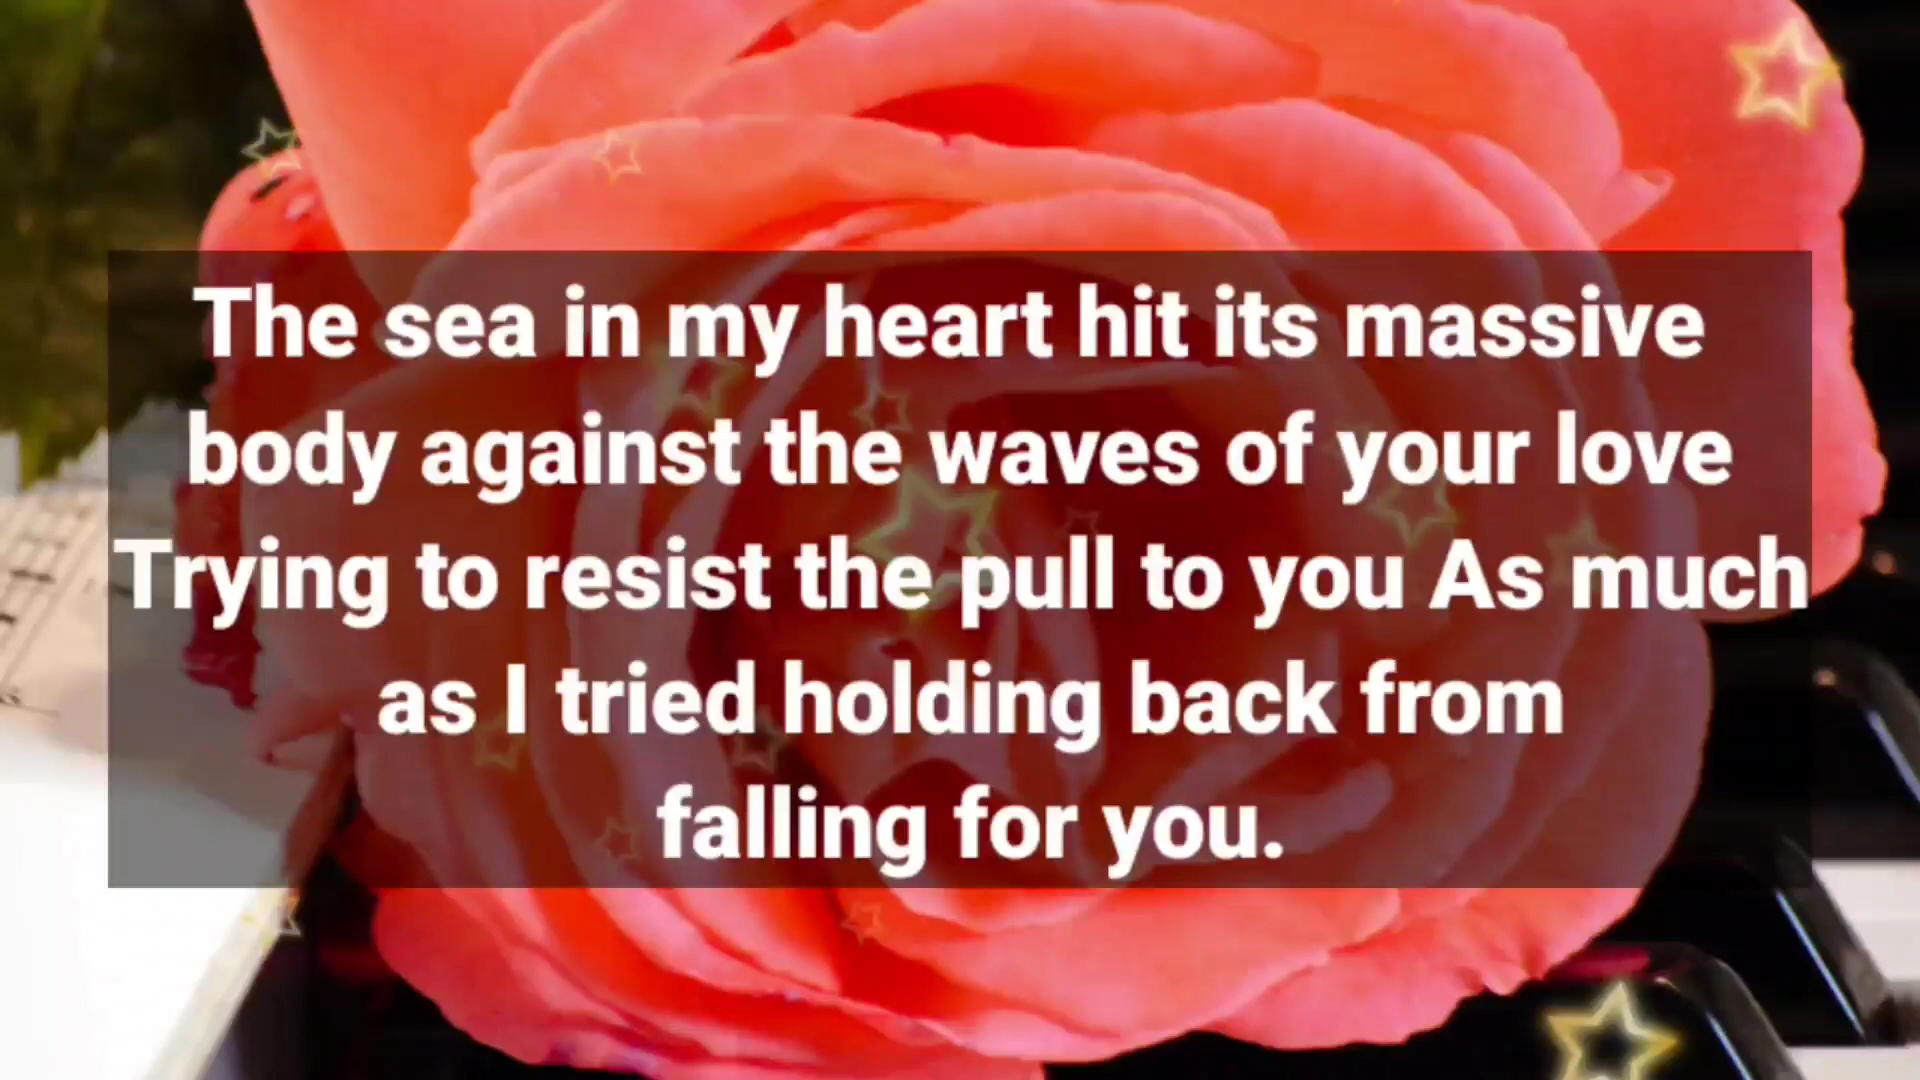 The sea in my heart hit its massive
body against the waves of your love
Trying to resist the pull to you As much
as I tried holding back from
falling for you.